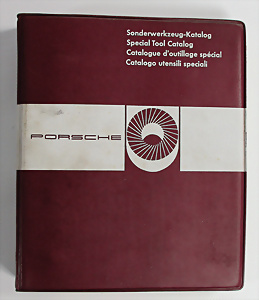 Sonderwerkzeug-Katalog
Special Tool Catalog
Catalogue d'outillage spécial
Catalogo utensili speciali
PORSCHE